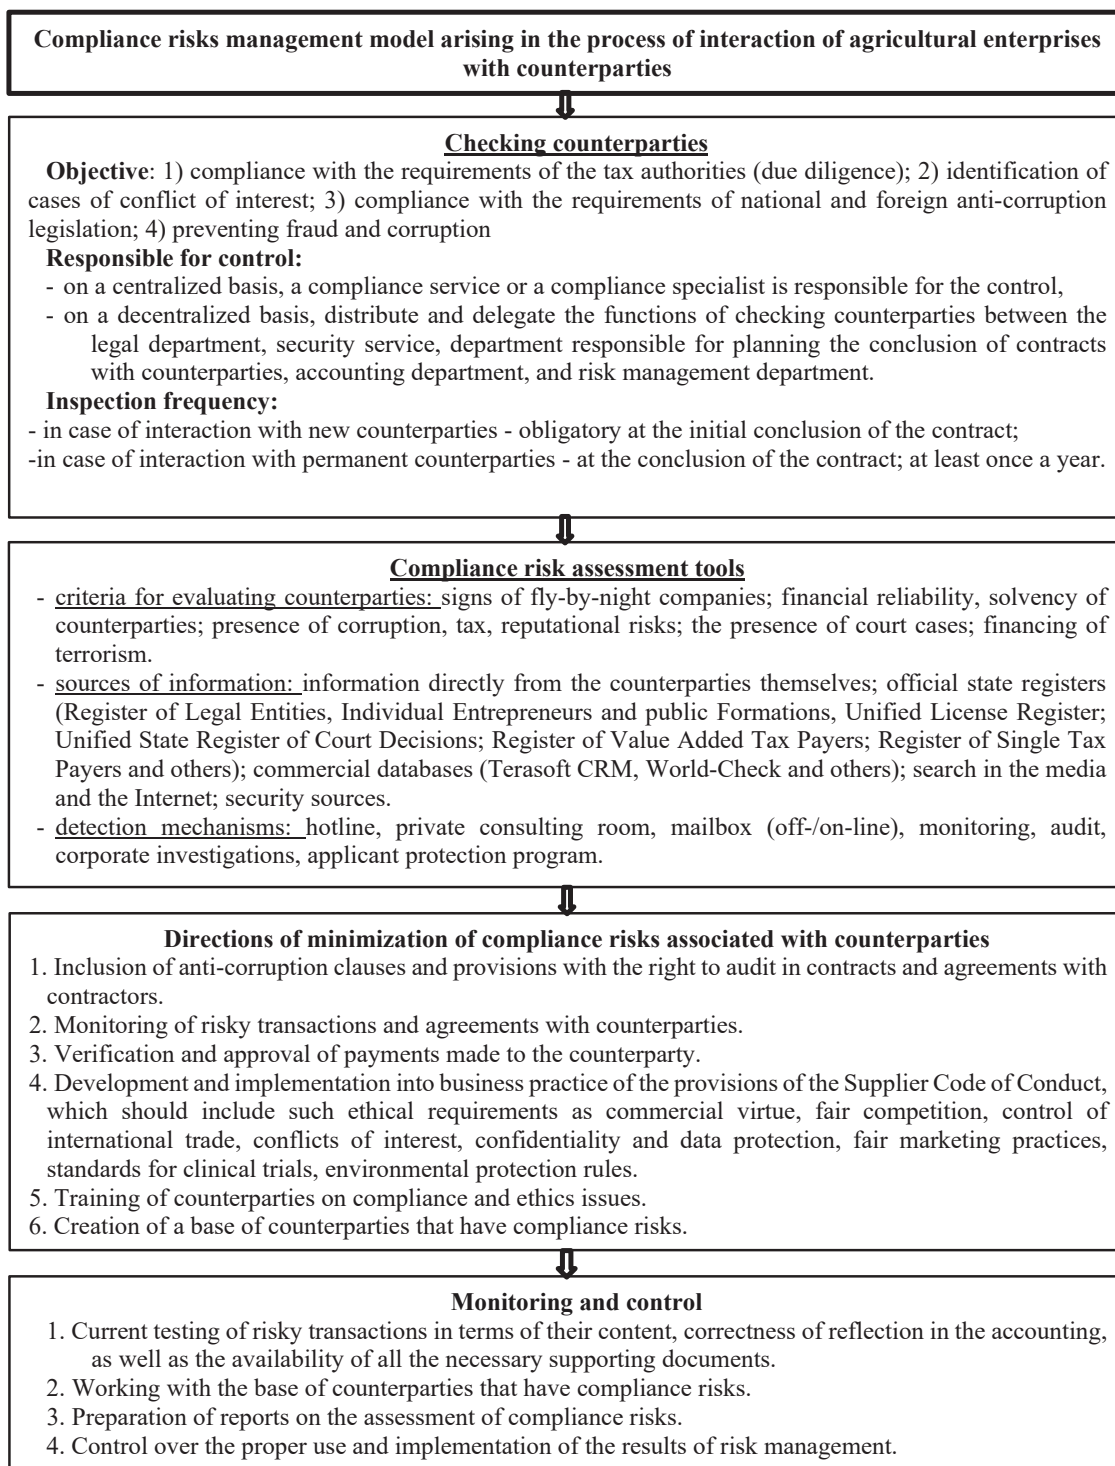 Compliance risks management model arising in the process of interaction of agricultural enterprises
with counterparties
Checking counterparties
Objective: 1) compliance with the requirements of the tax authorities (due diligence); 2) identification of
cases of conflict of interest; 3) compliance with the requirements of national and foreign anti-corruption
legislation; 4) preventing fraud and corruption
Responsible for control:
- on a centralized basis, a compliance service or a compliance specialist is responsible for the control,
- on a decentralized basis, distribute and delegate the functions of checking counterparties between the
legal department, security service, department responsible for planning the conclusion of contracts
with counterparties, accounting department, and risk management department.
Inspection frequency:
- in case of interaction with new counterparties - obligatory at the initial conclusion of the contract;
-in case of interaction with permanent counterparties - at the conclusion of the contract; at least once a year.
Compliance risk assessment tools
- criteria for evaluating counterparties: signs of fly-by-night companies; financial reliability, solvency of
counterparties; presence of corruption, tax, reputational risks; the presence of court cases; financing of
terrorism.
- sources of information: information directly from the counterparties themselves; official state registers
(Register of Legal Entities, Individual Entrepreneurs and public Formations, Unified License Register;
Unified State Register of Court Decisions; Register of Value Added Tax Payers; Register of Single Tax
Payers and others); commercial databases (Terasoft CRM, World-Check and others); search in the media
and the Internet; security sources.
- detection mechanisms: hotline, private consulting room, mailbox (off-/on-line), monitoring, audit,
corporate investigations, applicant protection program.
Directions of minimization of compliance risks associated with counterparties
1. Inclusion of anti-corruption clauses and provisions with the right to audit in contracts and agreements with
contractors.
2. Monitoring of risky transactions and agreements with counterparties.
3. Verification and approval of payments made to the counterparty.
4. Development and implementation into business practice of the provisions of the Supplier Code of Conduct,
which should include such ethical requirements as commercial virtue, fair competition, control of
international trade, conflicts of interest, confidentiality and data protection, fair marketing practices,
standards for clinical trials, environmental protection rules.
5. Training of counterparties on compliance and ethics issues.
6. Creation of a base of counterparties that have compliance risks.
Monitoring and control
1. Current testing of risky transactions in terms of their content, correctness of reflection in the accounting,
as well as the availability of all the necessary supporting documents.
2. Working with the base of counterparties that have compliance risks.
3. Preparation of reports on the assessment of compliance risks.
4. Control over the proper use and implementation of the results of risk management.